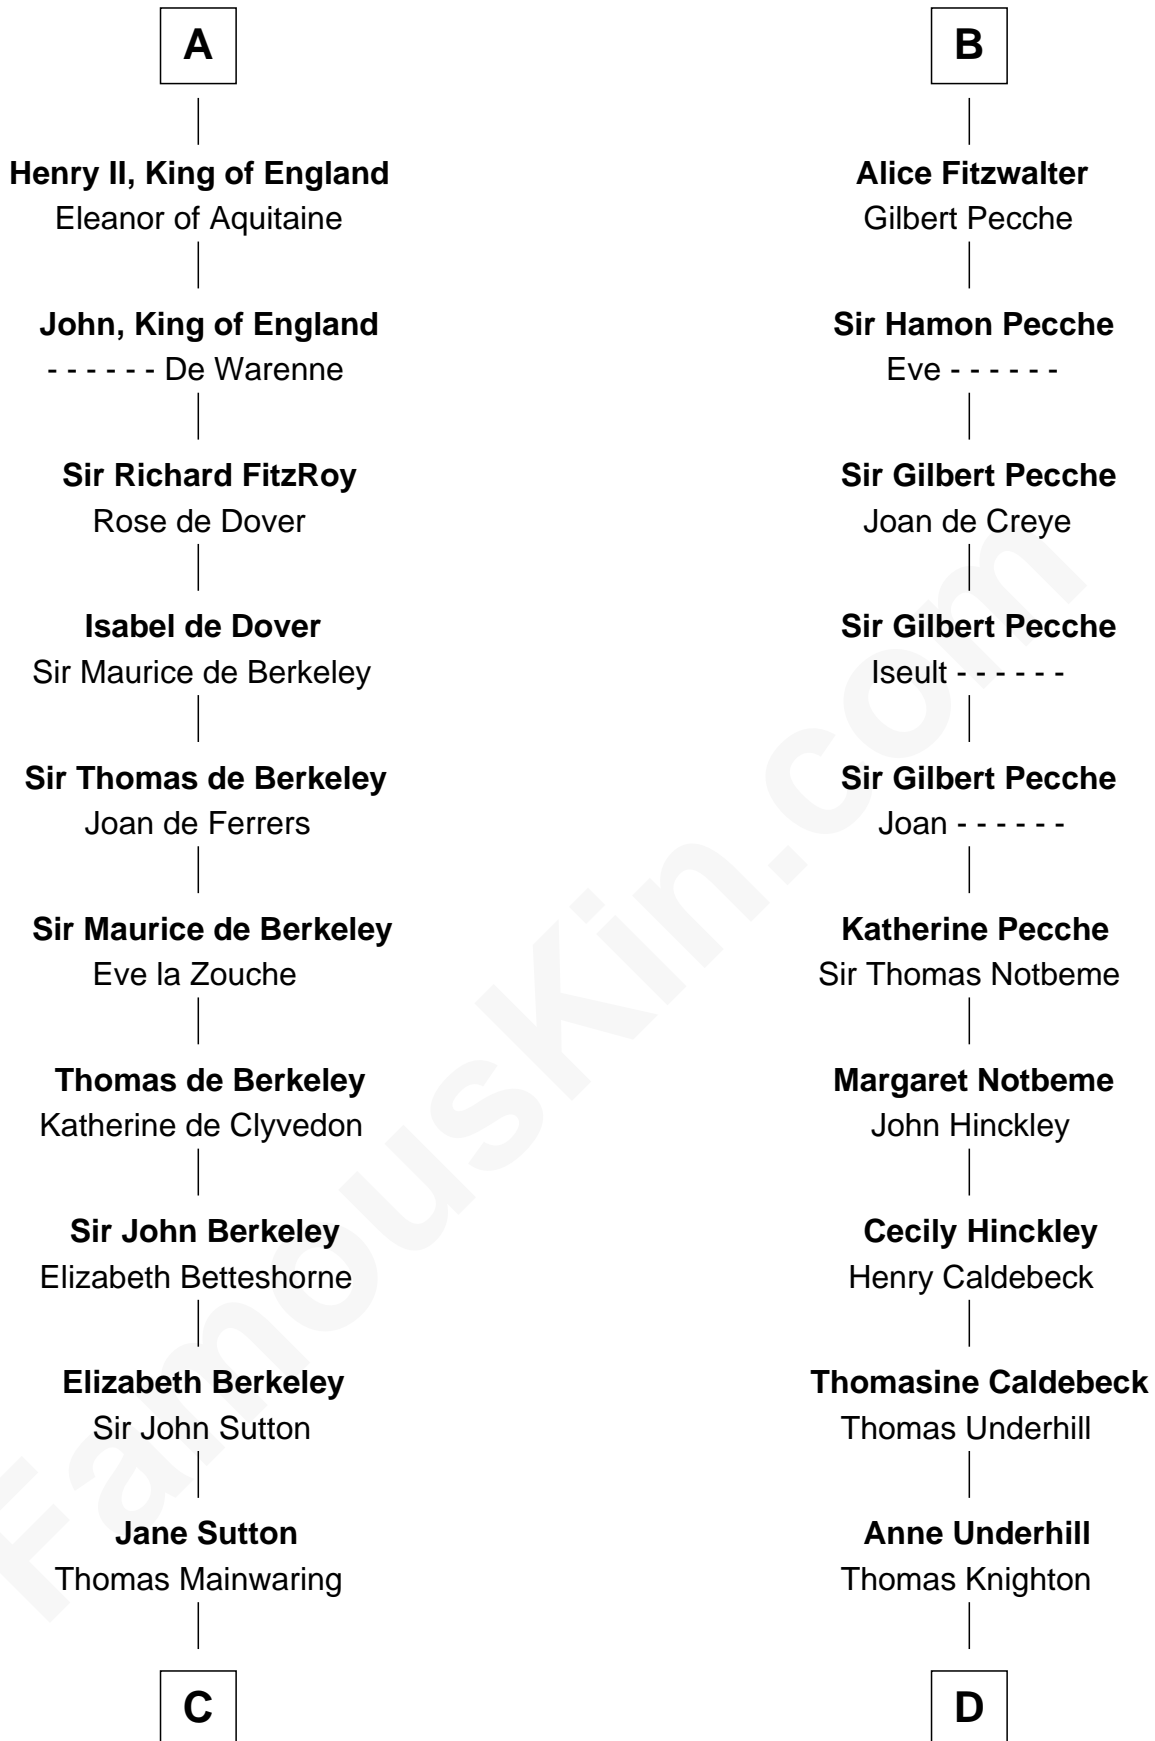 A
Henry II, King of England
Eleanor of Aquitaine
John, King of England
- - - - - - De Warenne
Sir Richard FitzRoy
Rose de Dover
Isabel de Dover
Sir Maurice de Berkeley
Sir Thomas de Berkeley
Joan de Ferrers
Sir Maurice de Berkeley
Eve la Zouche
Thomas de Berkeley
Katherine de Clyvedon
Sir John Berkeley
Elizabeth Betteshorne
Elizabeth Berkeley
Sir John Sutton
Jane Sutton
Thomas Mainwaring
C
B
Alice Fitzwalter
Gilbert Pecche
Sir Hamon Pecche
Eve - - - - - -
Sir Gilbert Pecche
Joan de Creye
Sir Gilbert Pecche
Iseult - - - - - -
Sir Gilbert Pecche
Joan - - - - - -
Katherine Pecche
Sir Thomas Notbeme
Margaret Notbeme
John Hinckley
Cecily Hinckley
Henry Caldebeck
Thomasine Caldebeck
Thomas Underhill
Anne Underhill
Thomas Knighton
D
FamousKin.com